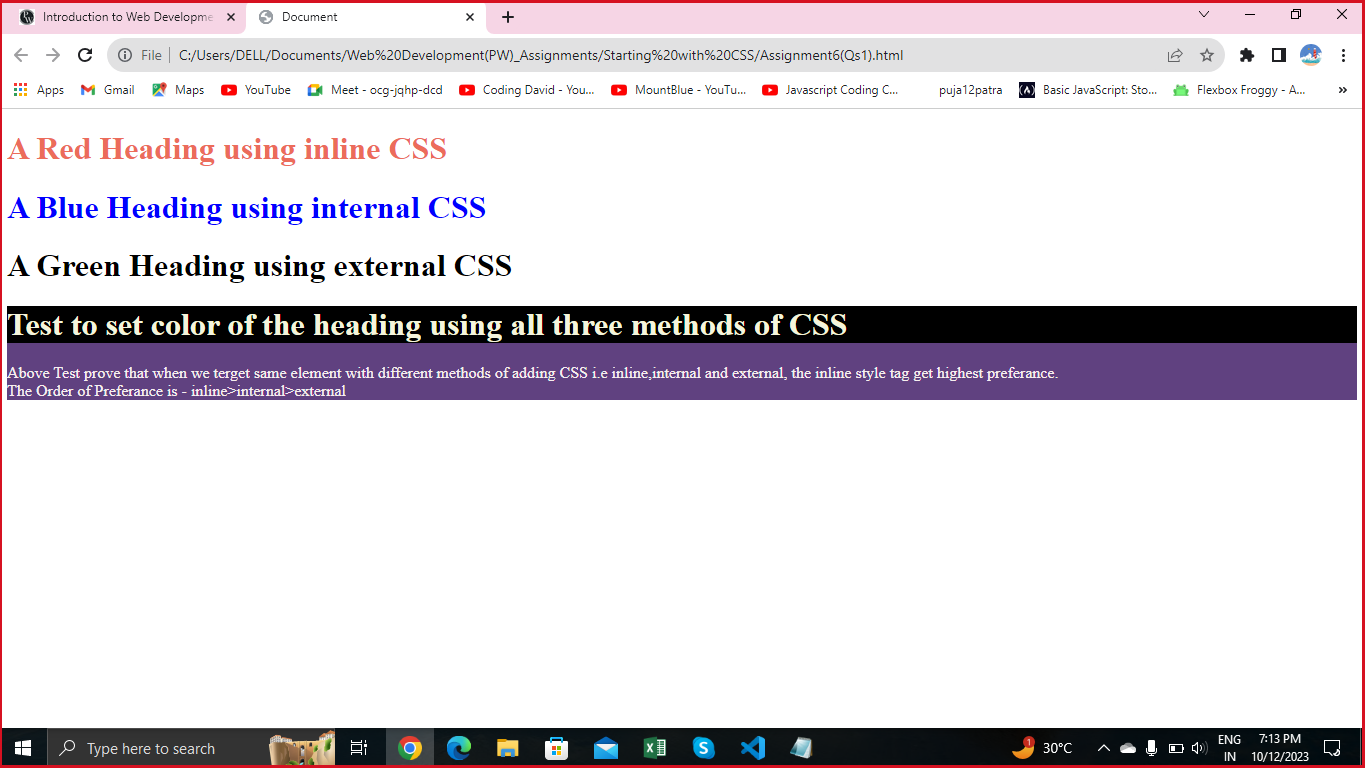 Introduction to Web Developme
Document
File
C:/Users/DELL/Documents/Web%20Development(PW)_Assignments/Starting%20with%20CSS/Assignment6(Qs1).html
Apps
Gmail
Maps
YouTube
Meet - ocg-jqhp-dcd
Coding David - You...
MountBlue - YouTu...
Javascript Coding C...
puja12patra
Basic JavaScript: Sto...
Flexbox Froggy - A...
»
A Red Heading using inline CSS
A Blue Heading using internal CSS
A Green Heading using external CSS
Test to set color of the heading using all three methods of CSS
Above Test prove that when we terget same element with different methods of adding CSS i.e inline,internal and external, the inline style tag get highest preferance.
The Order of Preferance is - inline>internal>external
Type here to search
1
30°C
ENG
IN
7:13 PM
10/12/2023